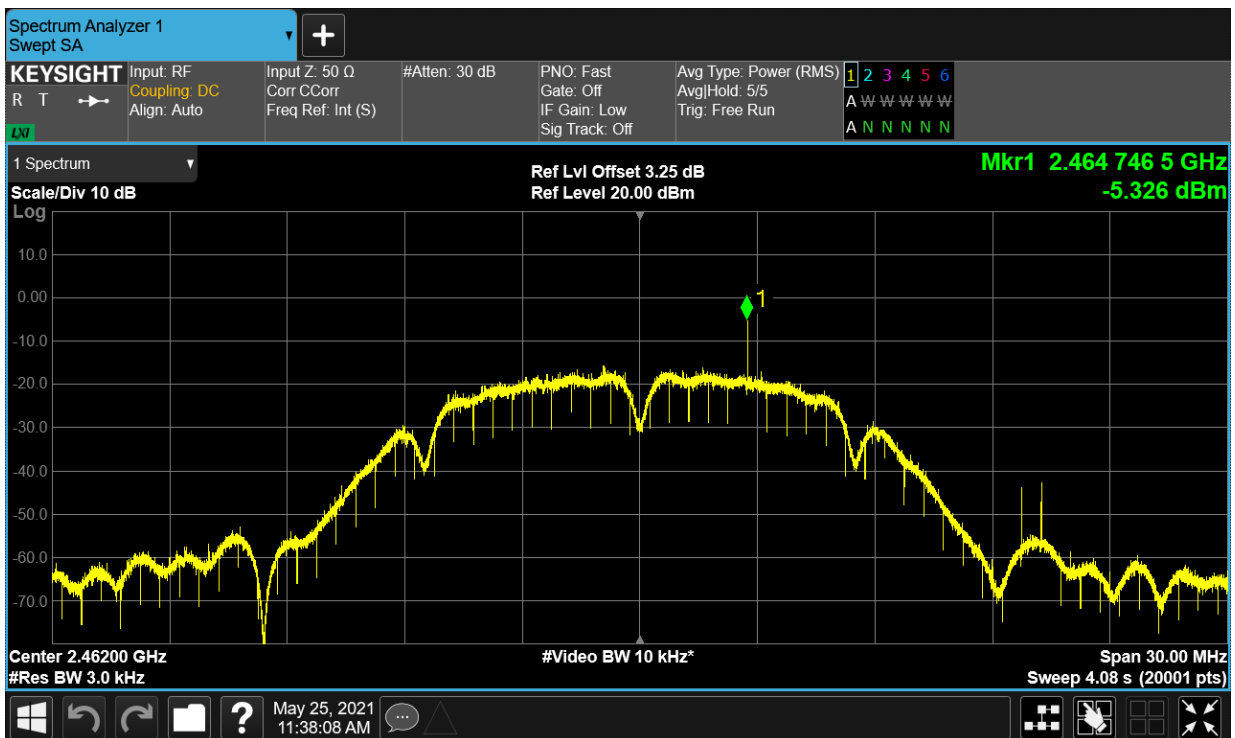 Spectrum Analyzer 1
Swept SA
+
KEYSIGHT
R T
LXI
Input: RF
Coupling: DC
Align: Auto
Input Z: 50 Ω
Corr CCorr
Freq Ref: Int (S)
#Atten: 30 dB
PNO: Fast
Gate: Off
IF Gain: Low
Sig Track: Off
Avg Type: Power (RMS)
Avg|Hold: 5/5
Trig: Free Run
1 2 3 4 5 6
A W W W W W
A N N N N N
1 Spectrum
Scale/Div 10 dB
Log
Ref Lvl Offset 3.25 dB
Ref Level 20.00 dBm
Mkr1 2.464 746 5 GHz
-5.326 dBm
10.0
0.00
1
-10.0
-20.0
-30.0
-40.0
-50.0
-60.0
-70.0
Center 2.46200 GHz
#Res BW 3.0 kHz
#Video BW 10 kHz*
Span 30.00 MHz
Sweep 4.08 s (20001 pts)
?
May 25, 2021
11:38:08 AM